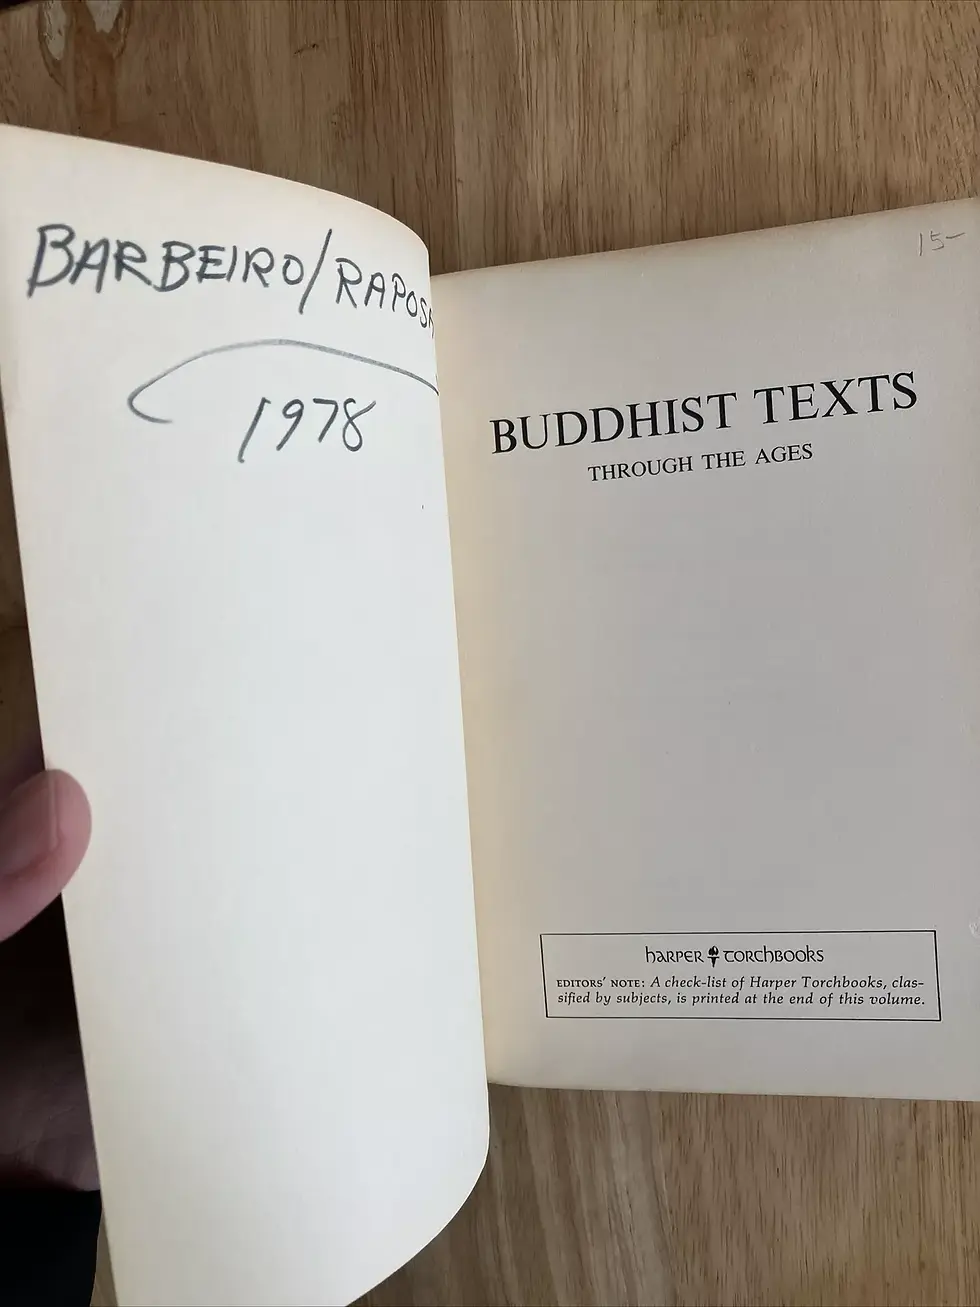 BARBEIRO/RAPOSA
1978
15-
BUDDHIST TEXTS
THROUGH THE AGES
HARPER TORCHBOOKS
EDITORS' NOTE: A check-list of Harper Torchbooks, clas-
sified by subjects, is printed at the end of this volume.